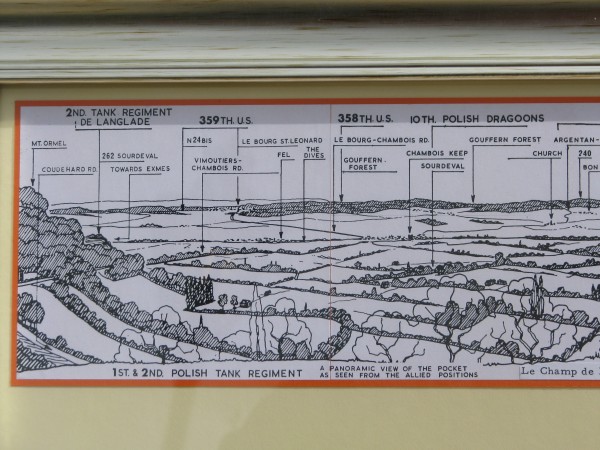 2ND. TANK REGIMENT
DE LANGLADE
359TH. U.S.
358TH. U.S.
10TH. POLISH DRAGOONS
MT. ORMEL
N 24 BIS
LE BOURG ST. LEONARD
LE BOURG-CHAMBOIS RD.
GOUFFERN FOREST
ARGENTAN-
COUDEHARD RD.
262 SOURDEVAL
TOWARDS EXMES
VIMOUTIERS-
CHAMBOIS RD.
FEL
THE
DIVES
GOUFFERN.
FOREST
CHAMBOIS KEEP
SOURDEVAL
CHURCH
240
BON
1ST. & 2ND. POLISH TANK REGIMENT
A PANORAMIC VIEW OF THE POCKET
AS SEEN FROM THE ALLIED POSITIONS
Le Champ de